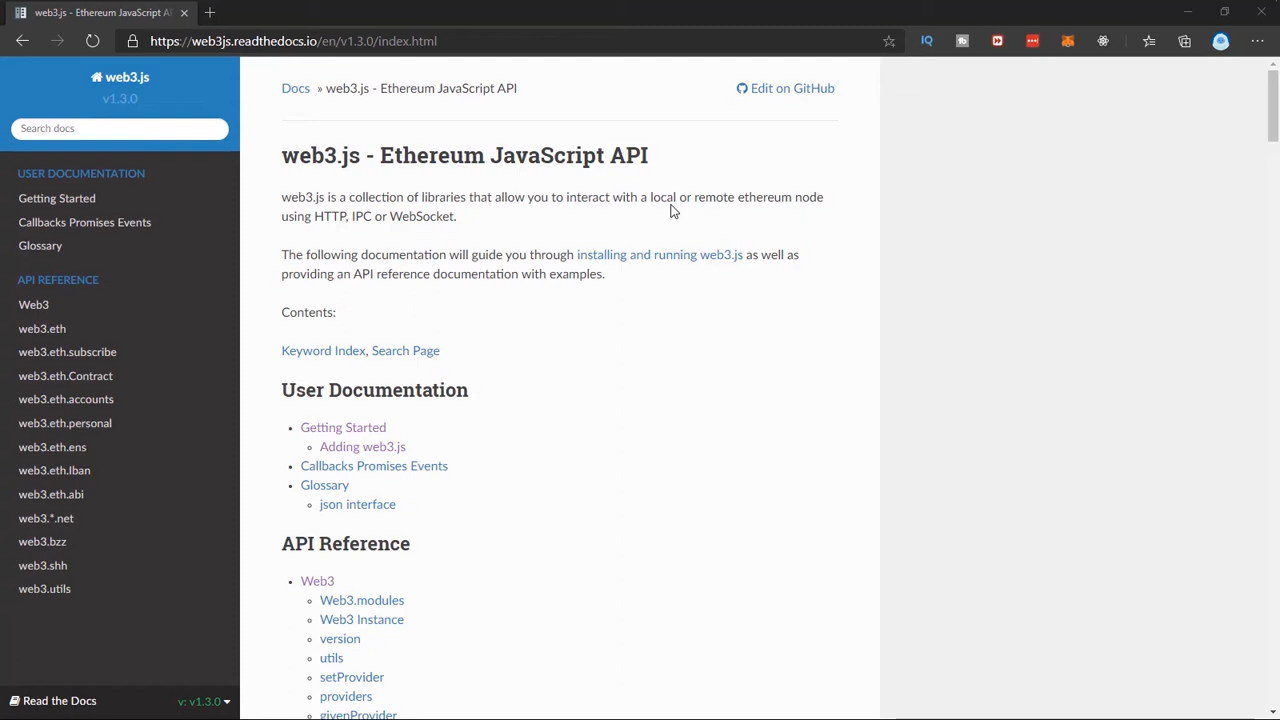 web3.js - Ethereum JavaScript AP
https://web3js.readthedocs.io/en/v1.3.0/index.html
IQ
web3.js
v1.3.0
Search docs
USER DOCUMENTATION
Getting Started
Callbacks Promises Events
Glossary
API REFERENCE
Web3
web3.eth
web3.eth.subscribe
web3.eth.Contract
web3.eth.accounts
web3.eth.personal
web3.eth.ens
web3.eth.Iban
web3.eth.abi
web3.*.net
web3.bzz
web3.shh
web3.utils
Read the Docs v: v1.3.0
Docs » web3.js - Ethereum JavaScript API Edit on GitHub
web3.js - Ethereum JavaScript API
web3.js is a collection of libraries that allow you to interact with a local or remote ethereum node
using HTTP, IPC or WebSocket.
The following documentation will guide you through installing and running web3.js as well as
providing an API reference documentation with examples.
Contents:
Keyword Index, Search Page
User Documentation
Getting Started
Adding web3.js
Callbacks Promises Events
Glossary
json interface
API Reference
Web3
Web3.modules
Web3 Instance
version
utils
setProvider
providers
givenProvider